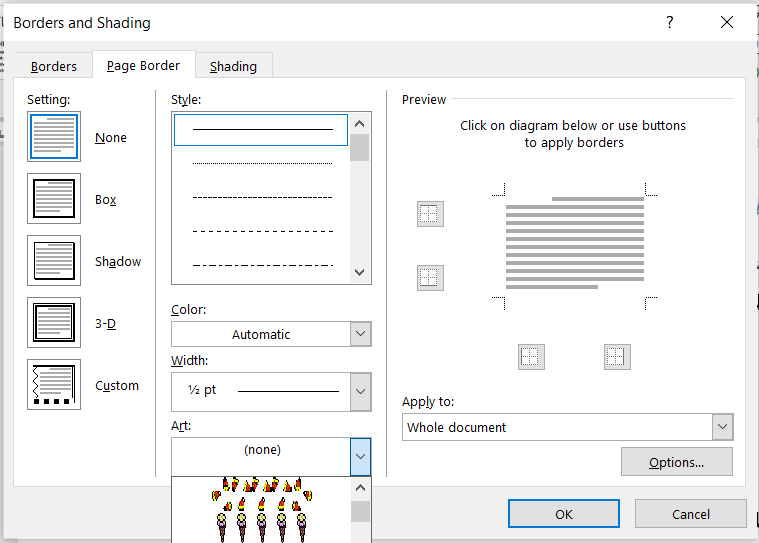 Borders and Shading
?
Borders
Page Border
Shading
Setting:
None
Box
Shadow
3-D
Custom
Style:
Color:
Automatic
Width:
½ pt
Art:
(none)
Preview
Click on diagram below or use buttons
to apply borders
Apply to:
Whole document
Options...
OK
Cancel